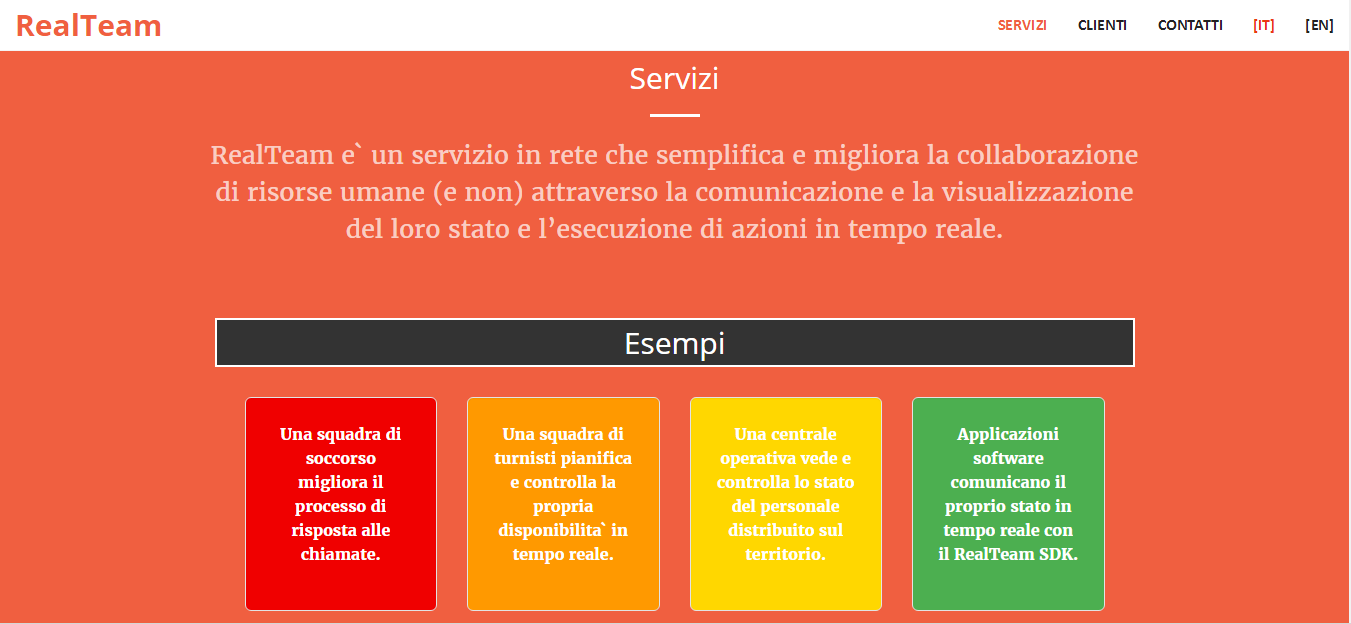 RealTeam
SERVIZI CLIENTI CONTATTI [IT] [EN]
Servizi
RealTeam e` un servizio in rete che semplifica e migliora la collaborazione
di risorse umane (e non) attraverso la comunicazione e la visualizzazione
del loro stato e l’esecuzione di azioni in tempo reale.
Esempi
Una squadra di
soccorso
migliora il
processo di
risposta alle
chiamate.
Una squadra di
turnisti pianifica
e controlla la
propria
disponibilita` in
tempo reale.
Una centrale
operativa vede e
controlla lo stato
del personale
distribuito sul
territorio.
Applicazioni
software
comunicano il
proprio stato in
tempo reale con
il RealTeam SDK.